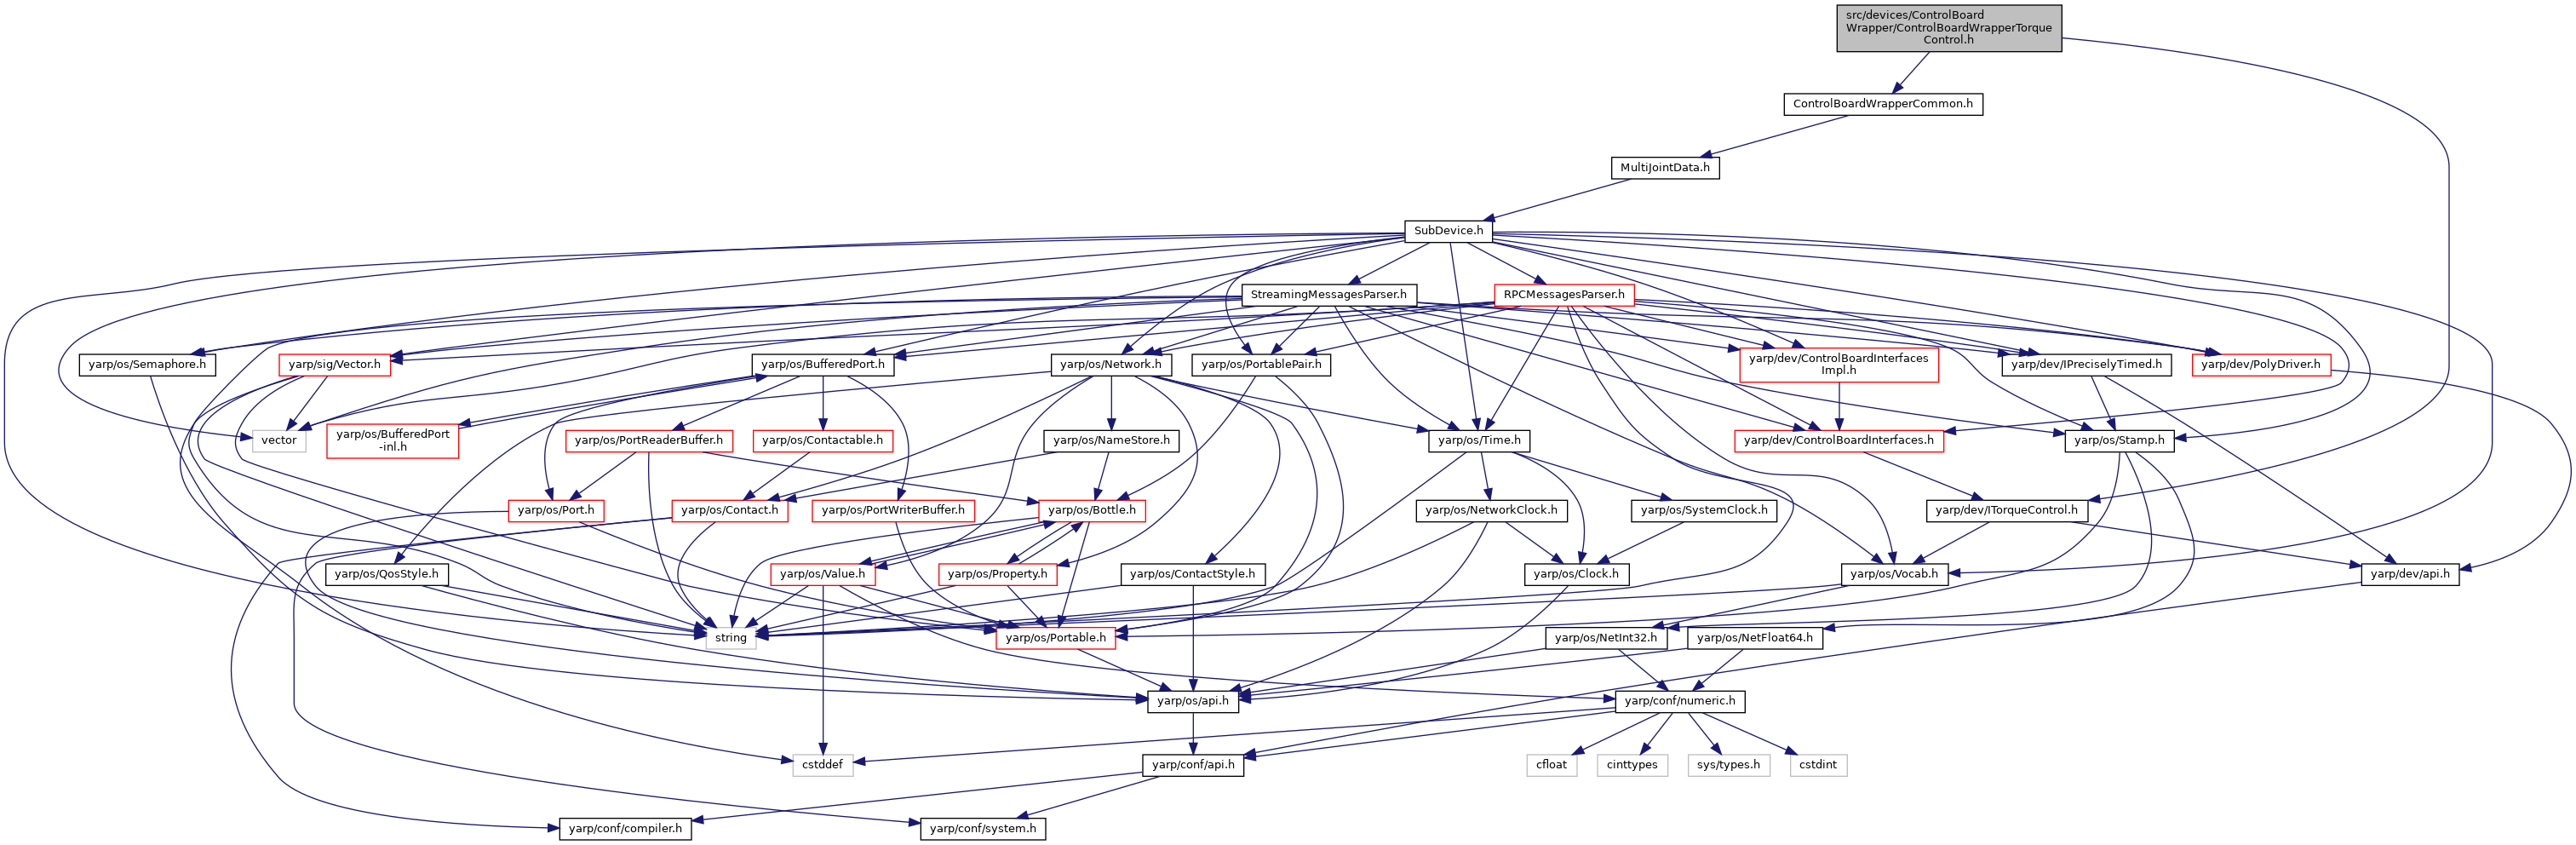 src/devices/ControlBoard
Wrapper/ControlBoardWrapperTorque
Control.h
ControlBoardWrapperCommon.h
MultiJointData.h
SubDevice.h
StreamingMessagesParser.h
RPCMessagesParser.h
yarp/os/Semaphore.h
yarp/sig/Vector.h
yarp/os/BufferedPort.h
yarp/os/Network.h
yarp/os/PortablePair.h
yarp/dev/ControlBoardInterfaces
Impl.h
yarp/dev/IPreciselyTimed.h
yarp/dev/PolyDriver.h
vector
yarp/os/BufferedPort
-inl.h
yarp/os/PortReaderBuffer.h
yarp/os/Contactable.h
yarp/os/NameStore.h
yarp/os/Time.h
yarp/dev/ControlBoardInterfaces.h
yarp/os/Stamp.h
yarp/os/Port.h
yarp/os/Contact.h
yarp/os/PortWriterBuffer.h
yarp/os/Bottle.h
yarp/os/NetworkClock.h
yarp/os/SystemClock.h
yarp/dev/ITorqueControl.h
yarp/os/QosStyle.h
yarp/os/Value.h
yarp/os/Property.h
yarp/os/ContactStyle.h
yarp/os/Clock.h
yarp/os/Vocab.h
yarp/dev/api.h
string
yarp/os/Portable.h
yarp/os/NetInt32.h
yarp/os/NetFloat64.h
yarp/os/api.h
yarp/conf/numeric.h
cstddef
yarp/conf/api.h
cfloat
cinttypes
sys/types.h
cstdint
yarp/conf/compiler.h
yarp/conf/system.h